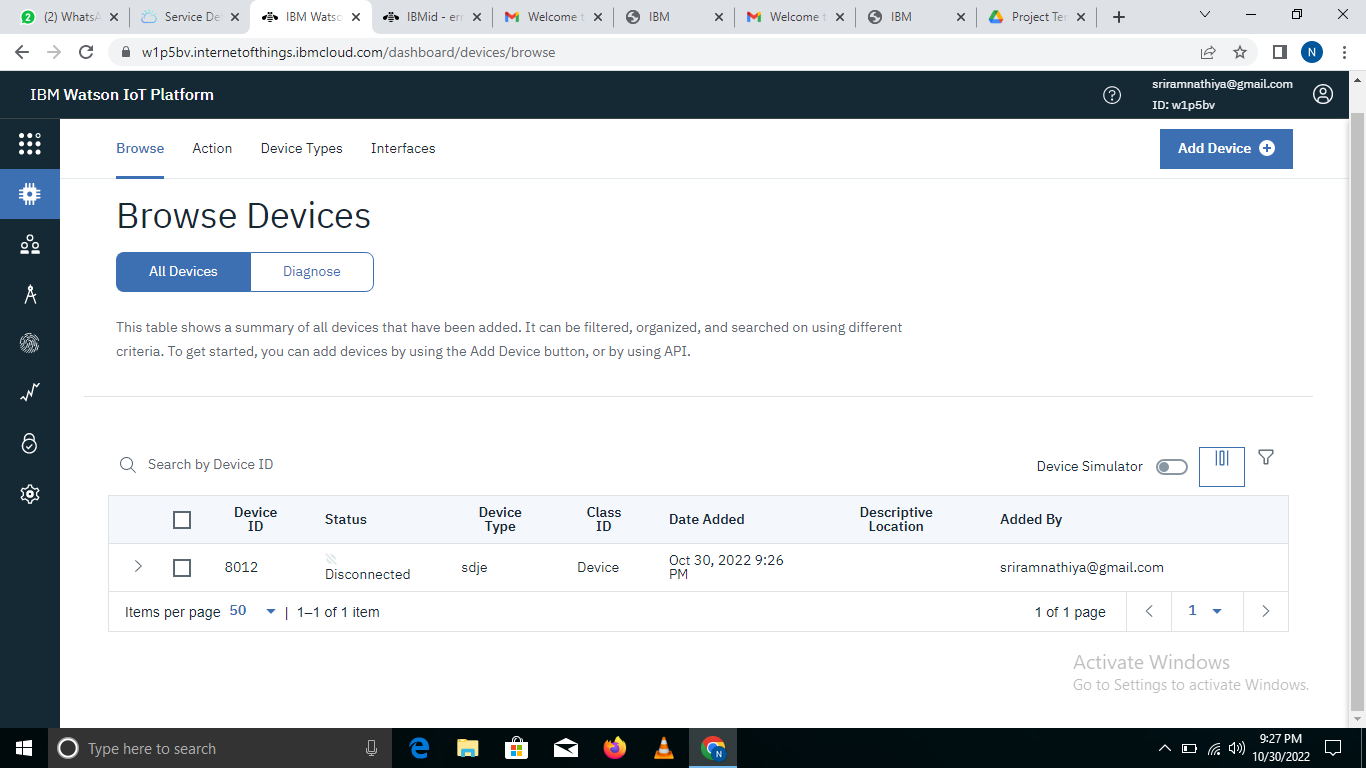 (2) WhatsA
Service De
IBM Watso
IBMid - err
Welcome t
IBM
Welcome t
IBM
Project Ter
w1p5bv.internetofthings.ibmcloud.com/dashboard/devices/browse
N
IBM Watson IoT Platform
sriramnathiya@gmail.com
ID: w1p5bv
Browse
Action
Device Types
Interfaces
Add Device
Browse Devices
All Devices
Diagnose
This table shows a summary of all devices that have been added. It can be filtered, organized, and searched on using different
criteria. To get started, you can add devices by using the Add Device button, or by using API.
Search by Device ID
Device Simulator
Device
ID
Status
Device
Type
Class
ID
Date Added
Descriptive
Location
Added By
8012
Disconnected
sdje
Device
Oct 30, 2022 9:26
PM
sriramnathiya@gmail.com
Items per page 50 | 1–1 of 1 item
1 of 1 page
1
Activate Windows
Go to Settings to activate Windows.
Type here to search
9:27 PM
10/30/2022